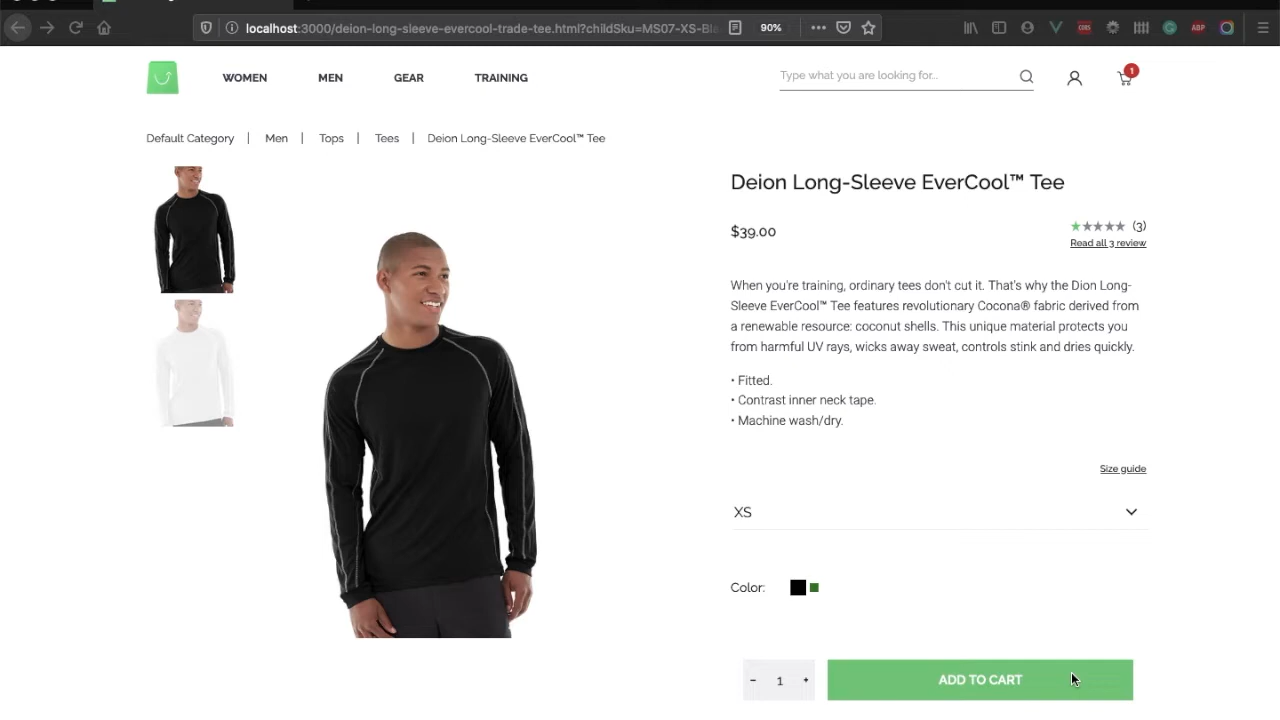 localhost:3000/deion-long-sleeve-evercool-trade-tee.html?childSku=MS07-XS-Bla
90%
ABP
WOMEN
MEN
GEAR
TRAINING
Type what you are looking for...
1
Default Category | Men | Tops | Tees | Deion Long-Sleeve EverCool™ Tee
Deion Long-Sleeve EverCool™ Tee
$39.00
(3)
Read all 3 review
When you're training, ordinary tees don't cut it. That's why the Dion Long-
Sleeve EverCool™ Tee features revolutionary Cocona® fabric derived from
a renewable resource: coconut shells. This unique material protects you
from harmful UV rays, wicks away sweat, controls stink and dries quickly.
• Fitted.
• Contrast inner neck tape.
• Machine wash/dry.
Size guide
XS
Color:
- 1 +
ADD TO CART